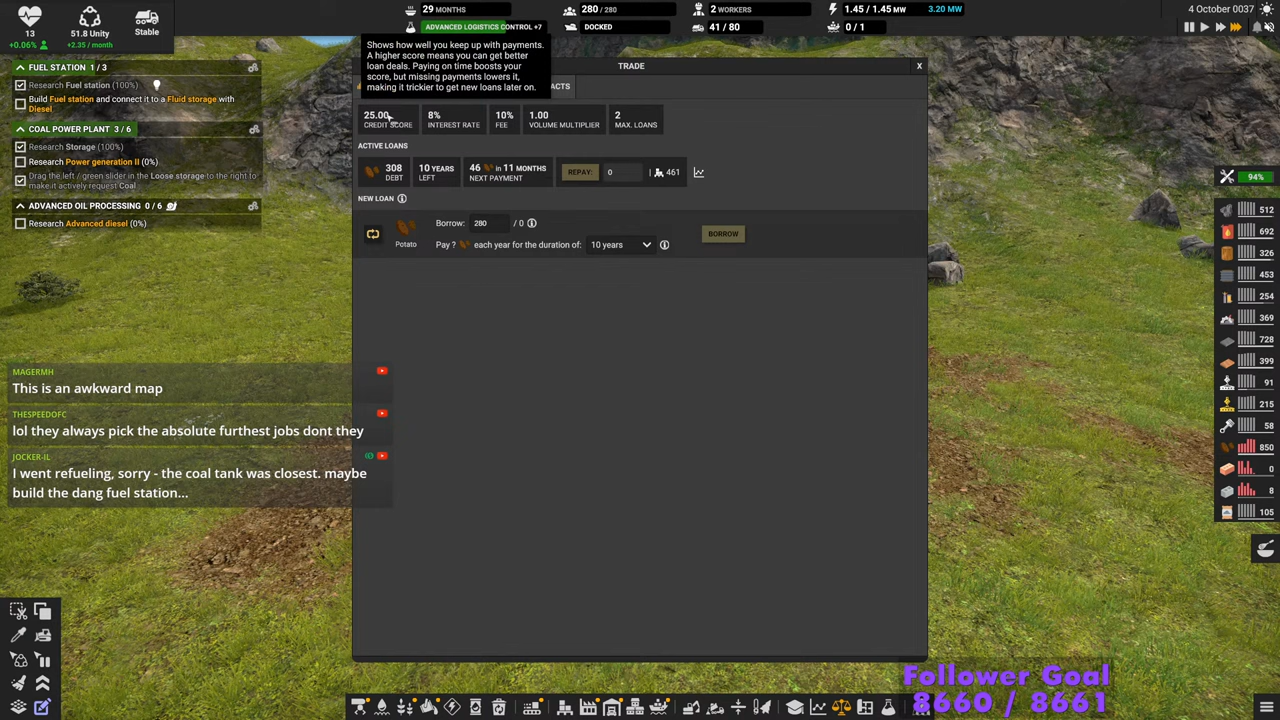 29 MONTHS
280 / 280
2 WORKERS
1.45 / 1.45 MW
3.20 MW
4 October 0037
13
+0.06%
51.8 Unity
+2.35 / month
Stable
ADVANCED LOGISTICS CONTROL +7
DOCKED
41 / 80
0 / 1
Shows how well you keep up with payments.
A higher score means you can get better
loan deals. Paying on time boosts your
score, but missing payments lowers it,
making it trickier to get new loans later on.
FUEL STATION 1 / 3
Research Fuel station (100%)
Build Fuel station and connect it to a Fluid storage with
Diesel
COAL POWER PLANT 3 / 6
Research Storage (100%)
Research Power generation II (0%)
Drag the left / green slider in the Loose storage to the right to
make it actively request Coal
ADVANCED OIL PROCESSING 0 / 6
Research Advanced diesel (0%)
TRADE
X
ACTS
25.00
CREDIT SCORE
8%
INTEREST RATE
10%
FEE
1.00
VOLUME MULTIPLIER
2
MAX. LOANS
ACTIVE LOANS
308
DEBT
10 YEARS
LEFT
46 in 11 MONTHS
NEXT PAYMENT
REPAY:
0
| 461
NEW LOAN
Potato
Borrow: 280 / 0
Pay ? each year for the duration of: 10 years
BORROW
MAGERMH
This is an awkward map
THESPEEDOFC
lol they always pick the absolute furthest jobs dont they
JOCKER-IL
I went refueling, sorry - the coal tank was closest. maybe
build the dang fuel station...
94%
512
692
326
453
254
369
728
399
91
215
58
850
0
8
105
Follower Goal
8660 / 8661